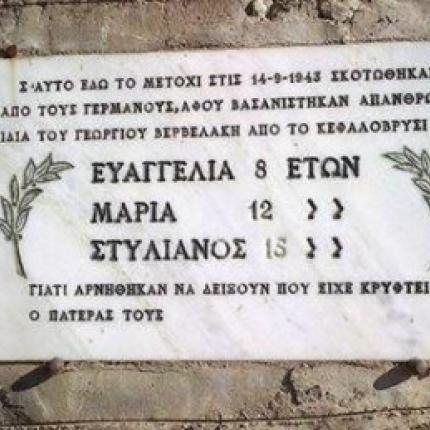 Σ'ΑΥΤΟ ΕΔΩ ΤΟ ΜΕΤΟΧΙ ΣΤΙΣ 14-9-1943 ΣΚΟΤΩΘΗΚΑΝ
ΑΠΟ ΤΟΥΣ ΓΕΡΜΑΝΟΥΣ,ΑΦΟΥ ΒΑΣΑΝΙΣΤΗΚΑΝ ΑΠΑΝΘΡΩ
ΙΔΙΑ ΤΟΥ ΓΕΩΡΓΙΟΥ ΒΕΡΒΕΛΑΚΗ ΑΠΟ ΤΟ ΚΕΦΑΛΟΒΡΥΣΙ
ΕΥΑΓΓΕΛΙΑ 8 ΕΤΩΝ
ΜΑΡΙΑ 12 〉〉
ΣΤΥΛΙΑΝΟΣ 15 〉〉
ΓΙΑΤΙ ΑΡΝΗΘΗΚΑΝ ΝΑ ΔΕΙΞΟΥΝ ΠΟΥ ΕΙΧΕ ΚΡΥΦΤΕΙ
Ο ΠΑΤΕΡΑΣ ΤΟΥΣ